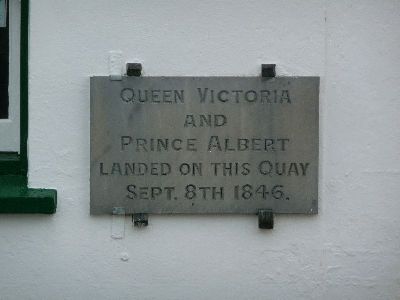 Queen Victoria
and
Prince Albert
landed on this Quay
Sept. 8th 1846.